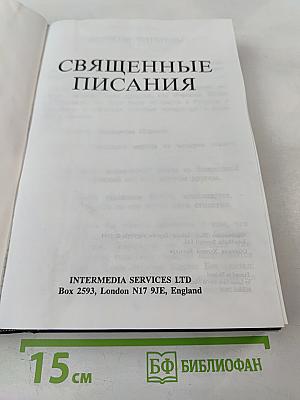 СВЯЩЕННЫЕ
ПИСАНИЯ
INTERMEDIA SERVICES LTD
Box 2593, London N17 9JE, England
15 см
БФ БИБЛИОФАН